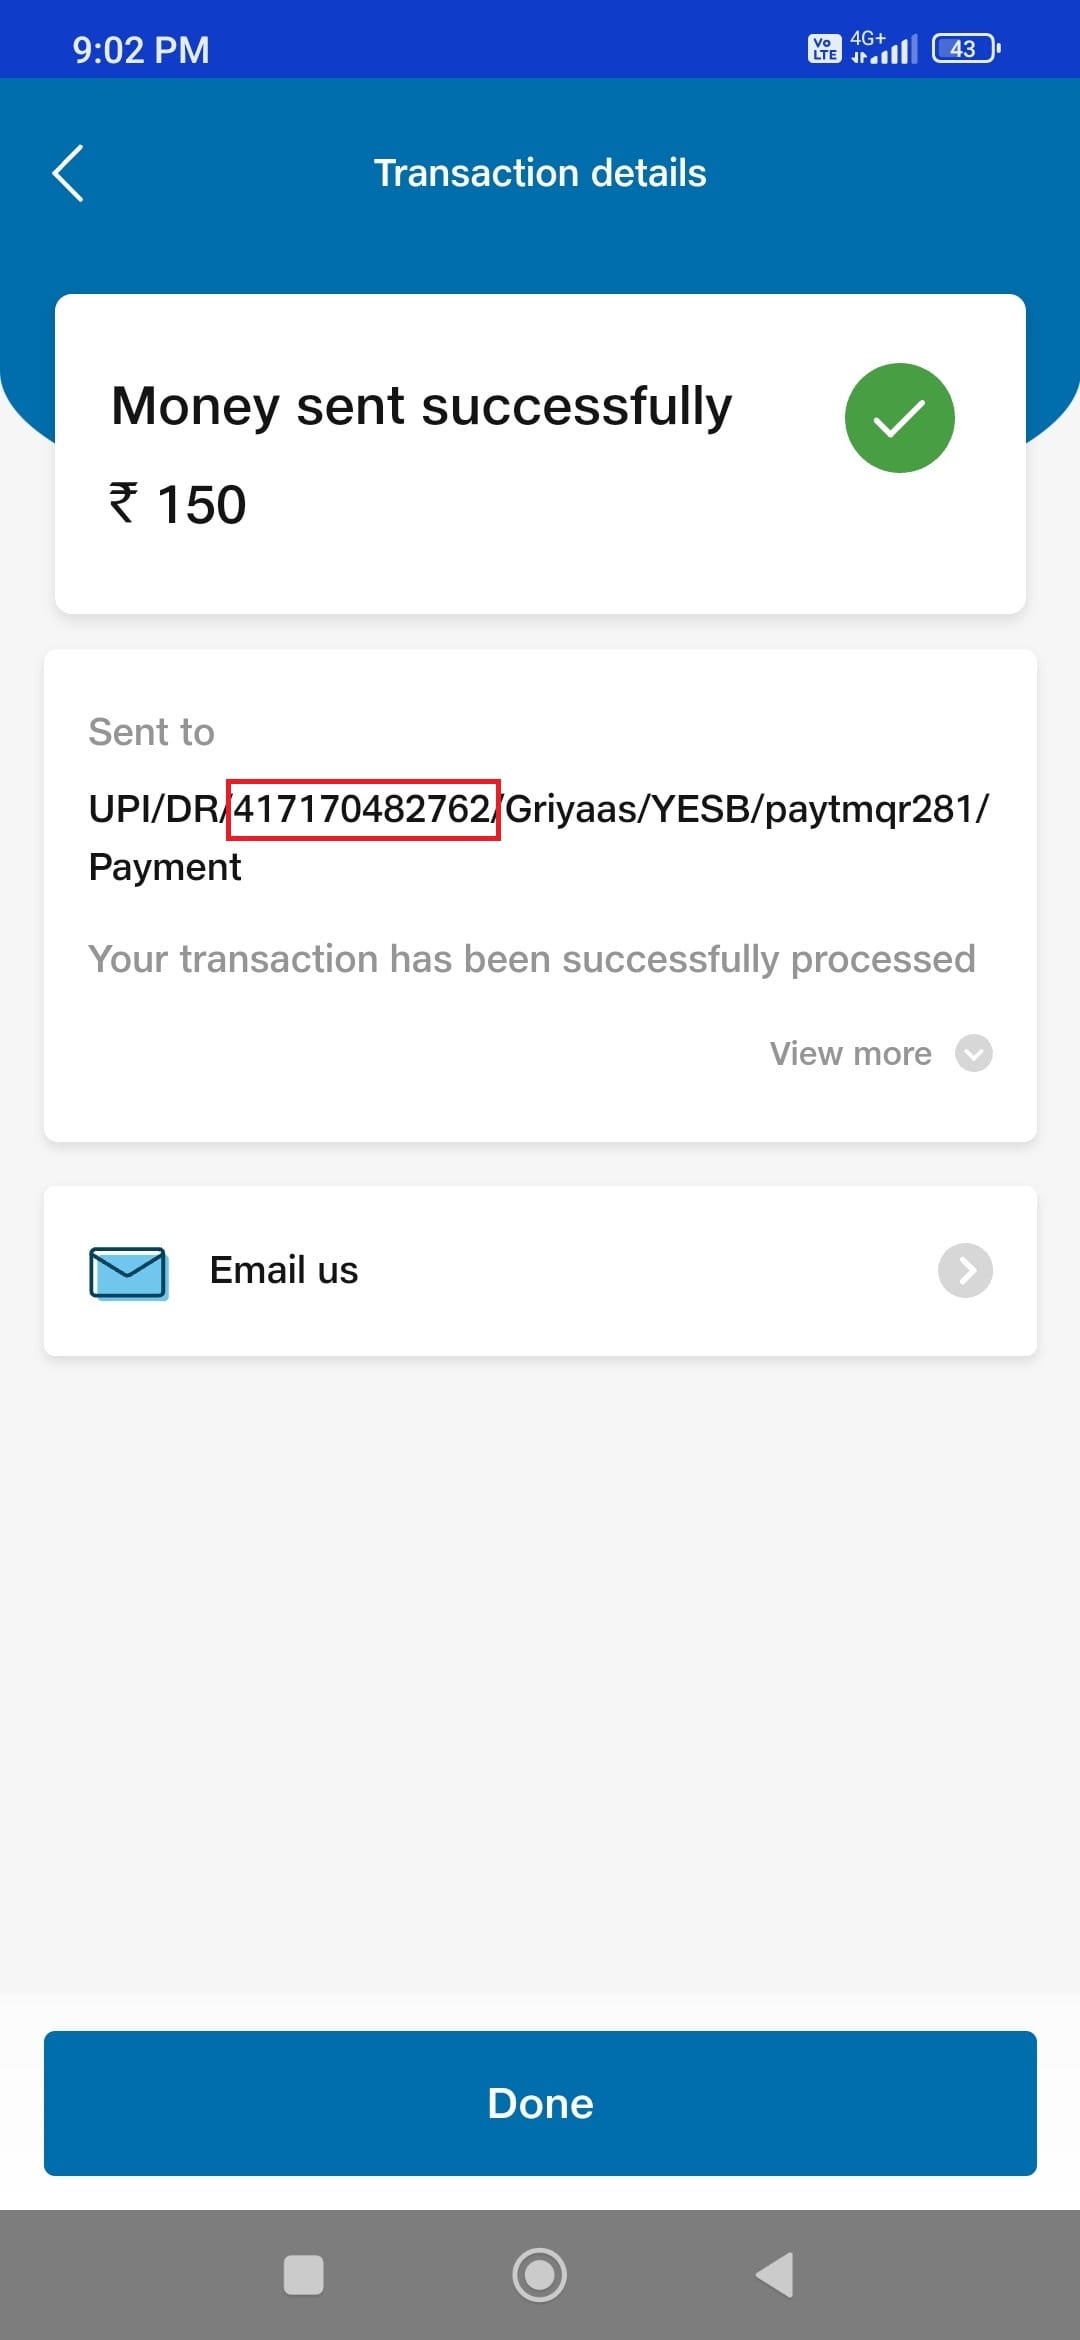 9:02 PM
Vo LTE 4G+ 43
Transaction details
Money sent successfully
₹ 150
Sent to
UPI/DR/417170482762/Griyaas/YESB/paytmqr281/
Payment
Your transaction has been successfully processed
View more
Email us
Done